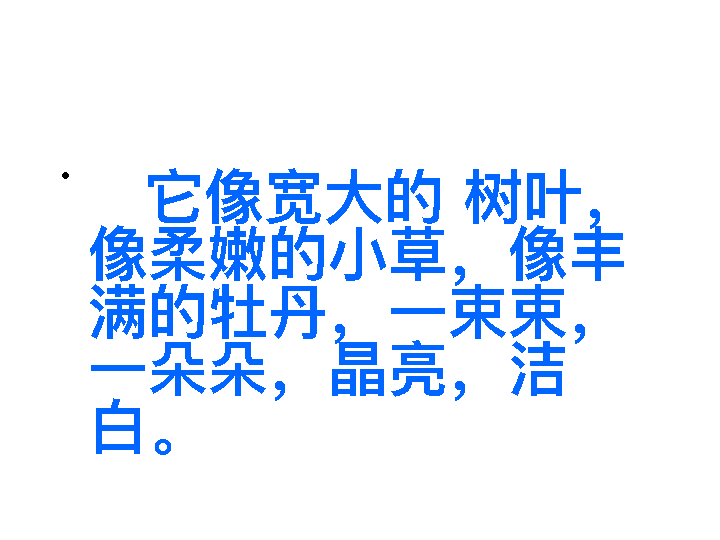 • 它像宽大的 树叶，
像柔嫩的小草，像丰
满的牡丹，一束束，
一朵朵，晶亮，洁
白。